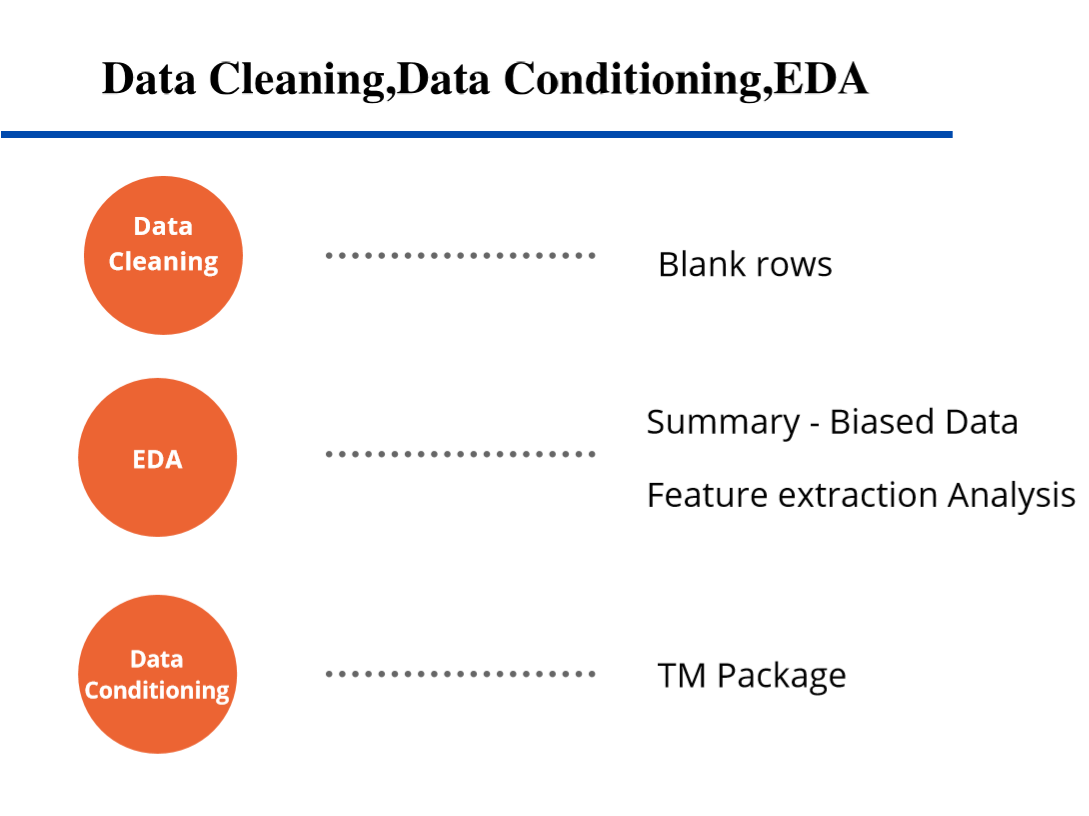 Data Cleaning,Data Conditioning,EDA
Data
Cleaning
Blank rows
EDA
Summary - Biased Data
Feature extraction Analysis
Data
Conditioning
TM Package